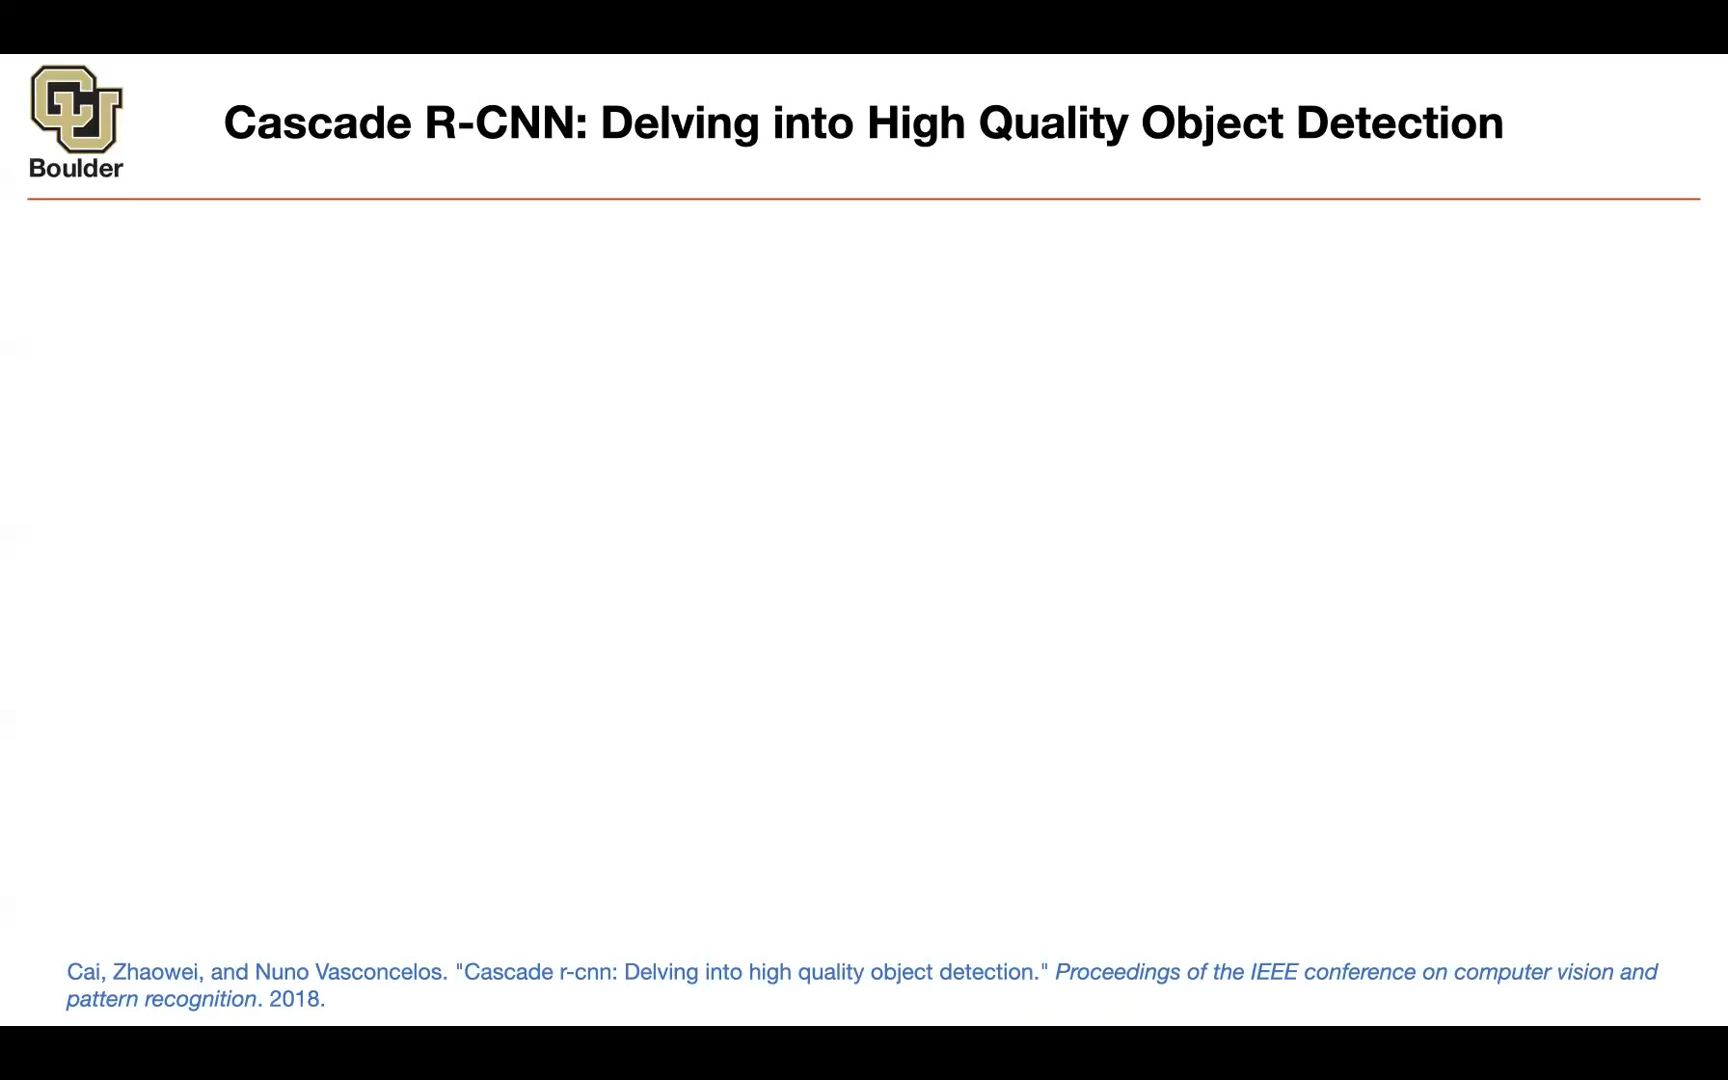 CU
Boulder
Cascade R-CNN: Delving into High Quality Object Detection
Cai, Zhaowei, and Nuno Vasconcelos. "Cascade r-cnn: Delving into high quality object detection." Proceedings of the IEEE conference on computer vision and
pattern recognition. 2018.